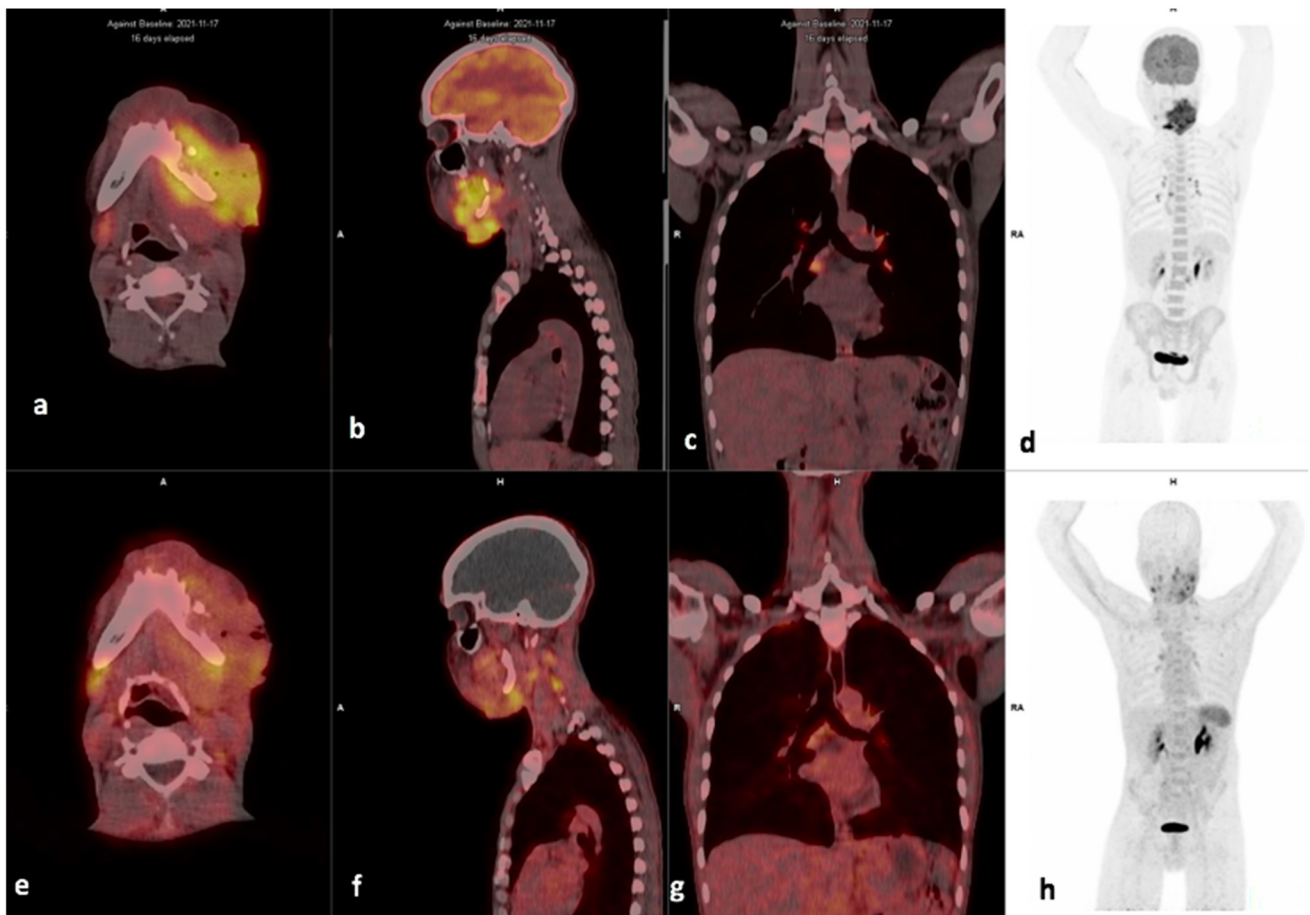 Against Baseline: 2021-11-17
16 days elapsed
Against Baseline: 2021-11-17
16 days elapsed
Against Baseline: 2021-11-17
16 days elapsed
A
R
RA
a
b
c
d
A
H
H
H
A
R
RA
e
f
g
h